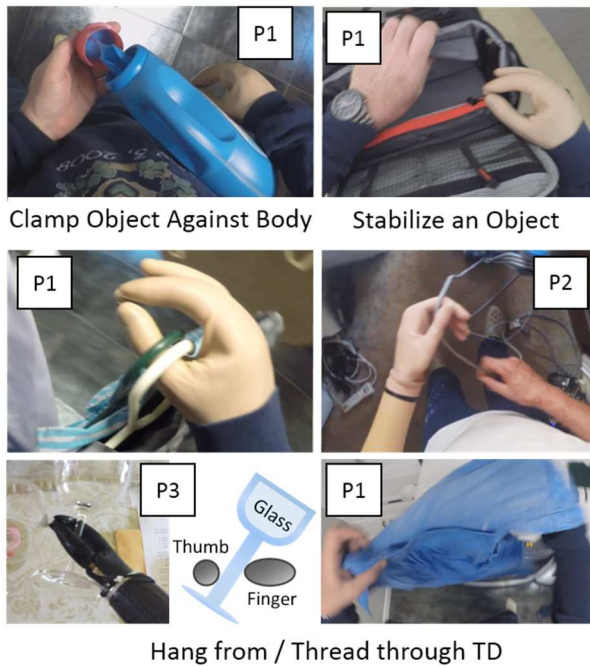 P1
P1
Clamp Object Against Body
Stabilize an Object
P1
P2
P3
Glass
Thumb
Finger
P1
Hang from / Thread through TD